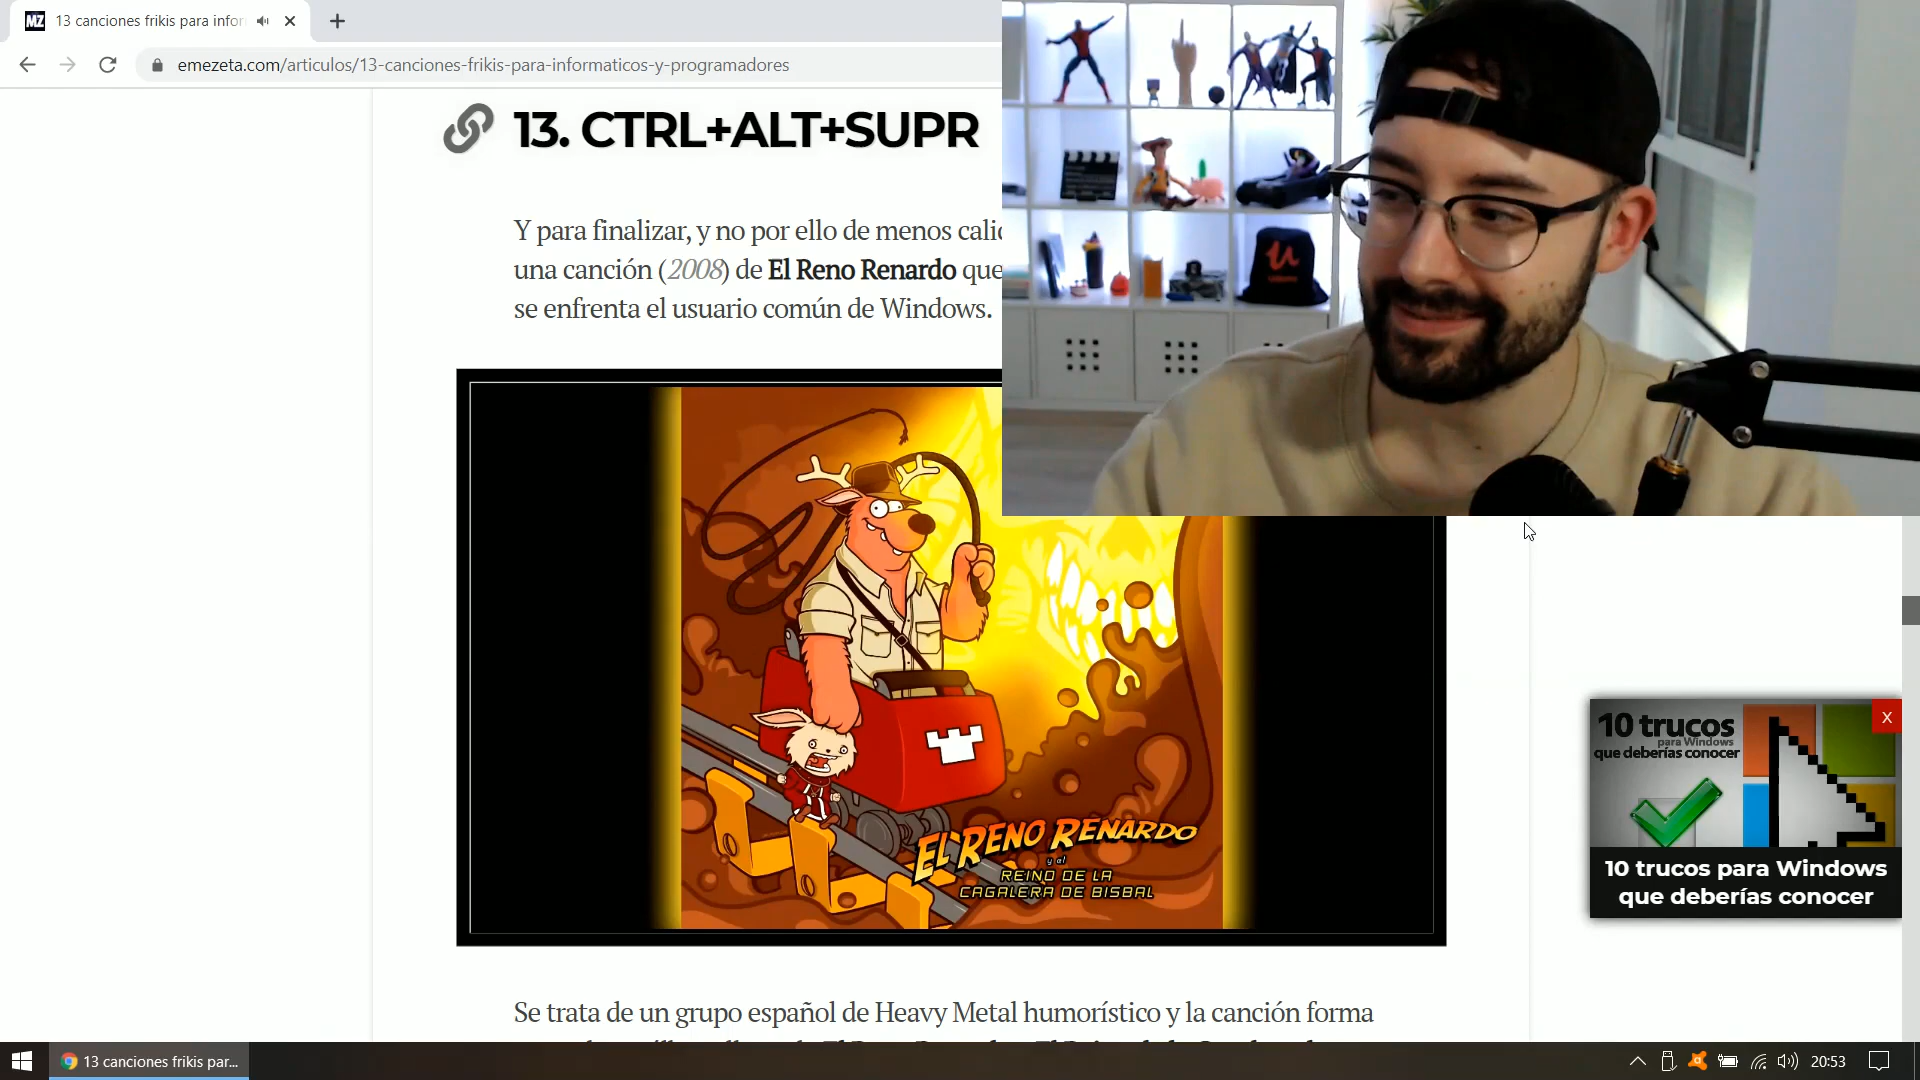 13 canciones frikis para infor
emezeta.com/articulos/13-canciones-frikis-para-informaticos-y-programadores
13. CTRL+ALT+SUPR
Y para finalizar, y no por ello de menos
una canción (2008) de El Reno Renardo que
se enfrenta el usuario común de Windows.
EL RENO RENARDO
y el
REINO DE LA
CAGALERA DE BISBAL
10 trucos
para Windows
que deberías conocer
X
10 trucos para Windows
que deberías conocer
Se trata de un grupo español de Heavy Metal humorístico y la canción forma
13 canciones frikis par...
20:53